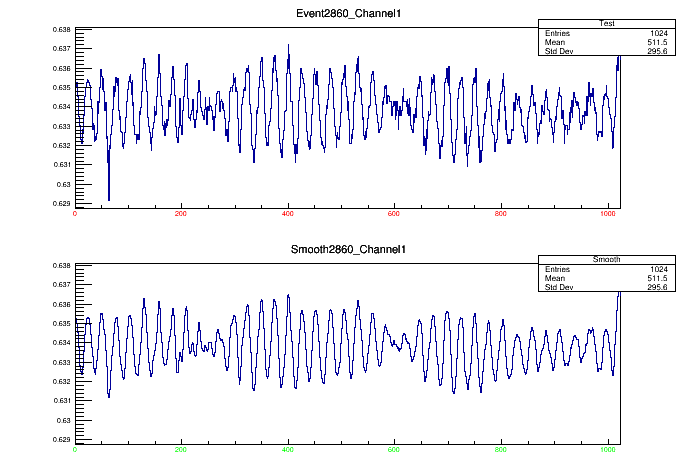 Event2860_Channel1
Test
Entries 1024
Mean 511.5
Std Dev 295.6
0.638
0.637
0.636
0.635
0.634
0.633
0.632
0.631
0.63
0.629
0 200 400 600 800 1000
Smooth2860_Channel1
Smooth
Entries 1024
Mean 511.5
Std Dev 295.6
0.638
0.637
0.636
0.635
0.634
0.633
0.632
0.631
0.63
0.629
0 200 400 600 800 1000